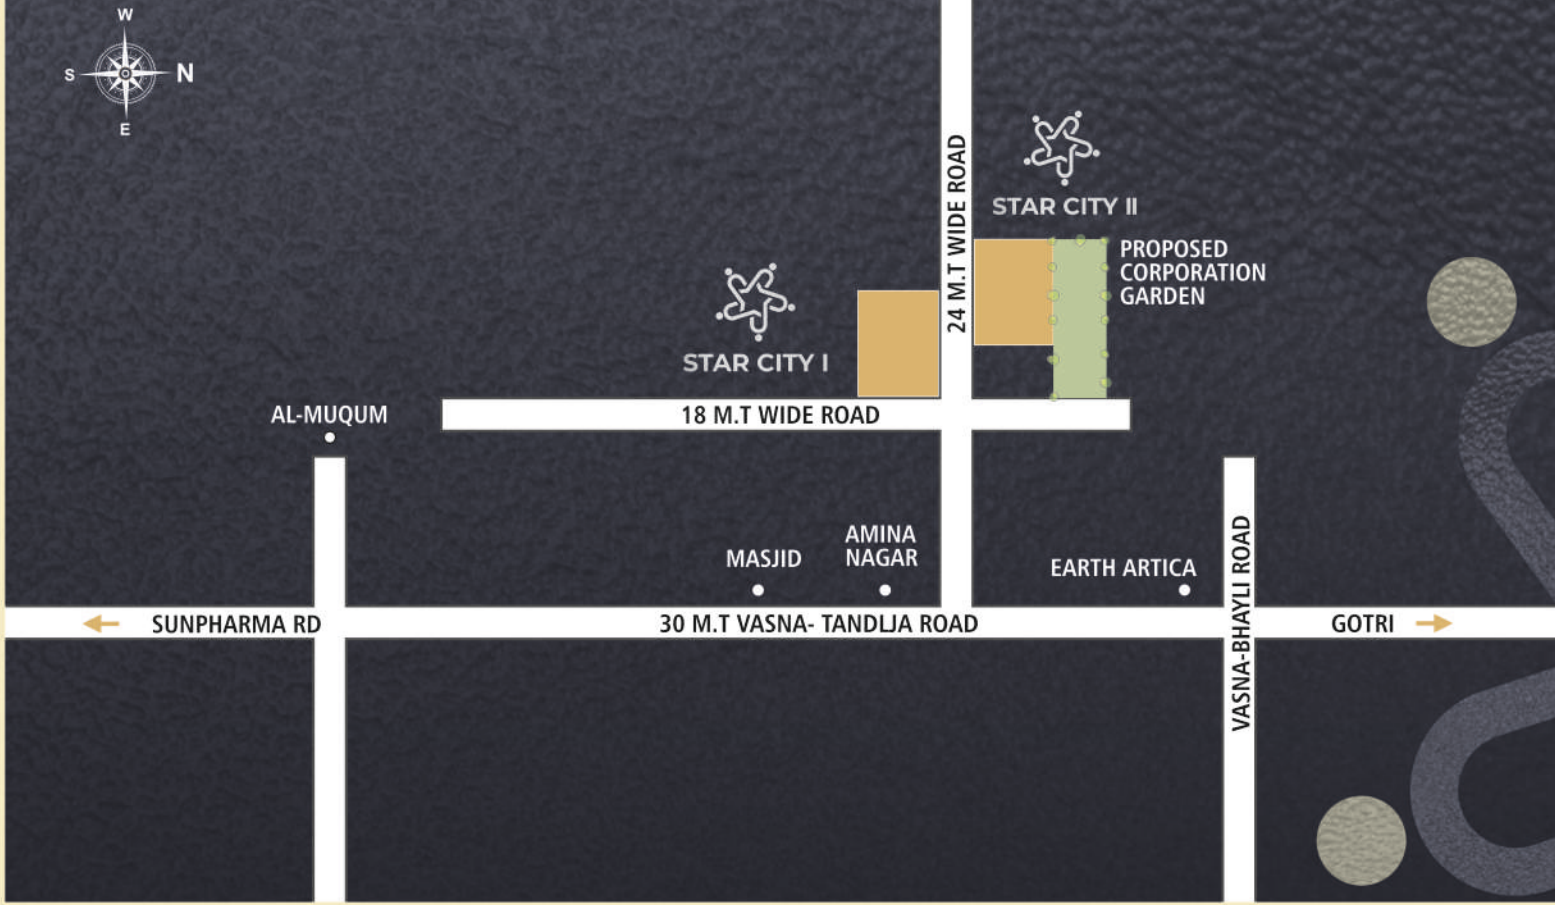 W
S
N
E
24 M.T WIDE ROAD
STAR CITY II
PROPOSED
CORPORATION
GARDEN
STAR CITY I
AL-MUQUM
18 M.T WIDE ROAD
MASJID
AMINA
NAGAR
EARTH ARTICA
VASNA-BHAYLI ROAD
SUNPHARMA RD
30 M.T VASNA- TANDLJA ROAD
GOTRI